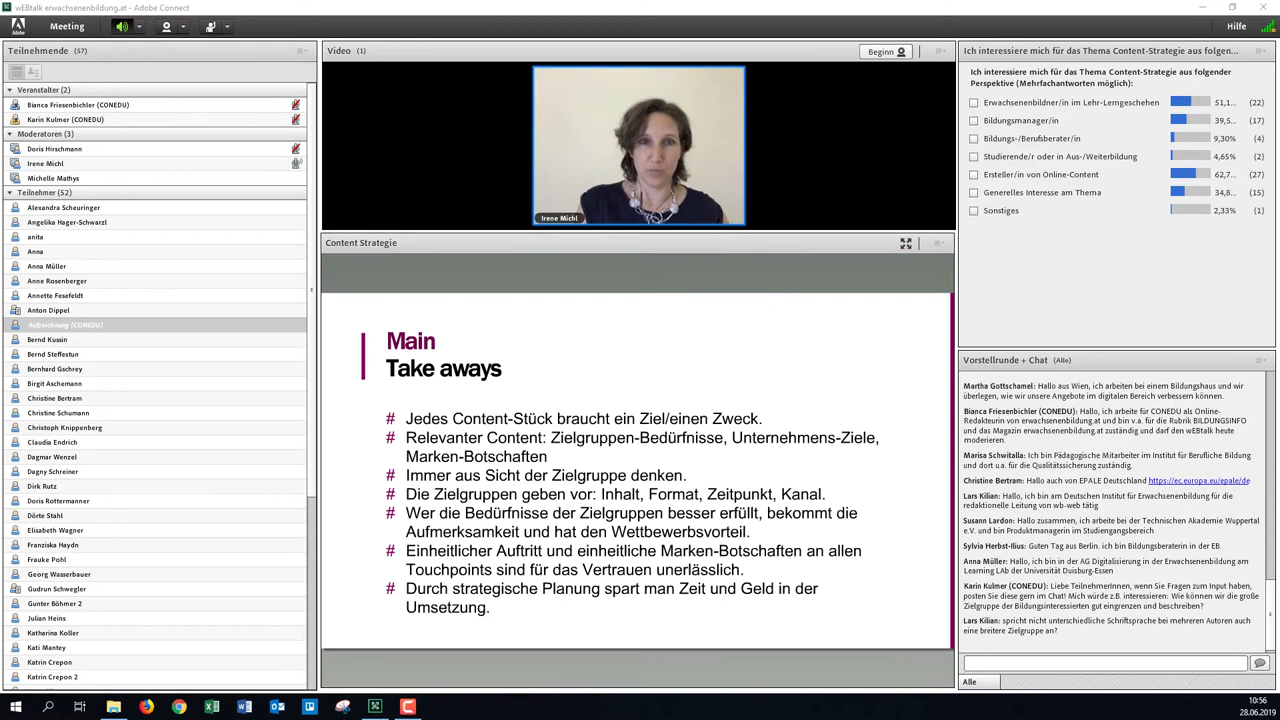 wEBtalk erwachsenenbildung.at - Adobe Connect
Meeting
Hilfe
Teilnehmende (57)
Veranstalter (2)
Bianca Friesenbichler (CONEDU)
Karin Kulmer (CONEDU)
Moderatoren (3)
Doris Hirschmann
Irene Michl
Michelle Mathys
Teilnehmer (52)
Alexandra Scheuringer
Angelika Hager-Schwarzl
anita
Anna
Anna Müller
Anne Rosenberger
Annette Fesefeldt
Anton Dippel
Aufzeichnung (CONEDU)
Bernd Kussin
Bernd Steffestun
Bernhard Gschrey
Birgit Aschemann
Christine Bertram
Christine Schumann
Christoph Knippenberg
Claudia Endrich
Dagmar Wenzel
Dagny Schreiner
Dirk Rutz
Doris Rottermanner
Dörte Stahl
Elisabeth Wagner
Franziska Haydn
Frauke Pohl
Georg Wasserbauer
Gudrun Schwegler
Gunter Böhmer 2
Julian Heins
Katharina Koller
Kati Mantey
Katrin Crepon
Katrin Crepon 2
Video (1)
Beginn
Irene Michl
Content Strategie
Main
Take aways
# Jedes Content-Stück braucht ein Ziel/einen Zweck.
# Relevanter Content: Zielgruppen-Bedürfnisse, Unternehmens-Ziele,
Marken-Botschaften
# Immer aus Sicht der Zielgruppe denken.
# Die Zielgruppen geben vor: Inhalt, Format, Zeitpunkt, Kanal.
# Wer die Bedürfnisse der Zielgruppen besser erfüllt, bekommt die
Aufmerksamkeit und hat den Wettbewerbsvorteil.
# Einheitlicher Auftritt und einheitliche Marken-Botschaften an allen
Touchpoints sind für das Vertrauen unerlässlich.
# Durch strategische Planung spart man Zeit und Geld in der
Umsetzung.
Ich interessiere mich für das Thema Content-Strategie aus folgen...
Ich interessiere mich für das Thema Content-Strategie aus folgender
Perspektive (Mehrfachantworten möglich):
Erwachsenenbildner/in im Lehr-Lerngeschehen 51,1... (22)
Bildungsmanager/in 39,5... (17)
Bildungs-/Berufsberater/in 9,30% (4)
Studierende/r oder in Aus-/Weiterbildung 4,65% (2)
Ersteller/in von Online-Content 62,7... (27)
Generelles Interesse am Thema 34,8... (15)
Sonstiges 2,33% (1)
Vorstellrunde + Chat (Alle)
Martha Gottschamel: Hallo aus Wien, ich arbeiten bei einem Bildungshaus und wir
überlegen, wie wir unsere Angebote im digitalen Bereich verbessern können.
Bianca Friesenbichler (CONEDU): Hallo, ich arbeite für CONEDU als Online-
Redakteurin von erwachsenenbildung.at und bin v.a. für die Rubrik BILDUNGSINFO
und das Magazin erwachsenenbildung.at zuständig und darf den wEBtalk heute
moderieren.
Marisa Schwitalla: Ich bin Pädagogische Mitarbeiter im Institut für Berufliche Bildung
und dort u.a. für die Qualitätssicherung zuständig.
Christine Bertram: Hallo auch von EPALE Deutschland https://ec.europa.eu/epale/de
Lars Kilian: Hallo, ich bin am Deutschen Institut für Erwachsenenbildung für die
redaktionelle Leitung von wb-web tätig
Susann Lardon: Hallo zusammen, ich arbeite bei der Technischen Akademie Wuppertal
e.V. und bin Produktmanagerin im Studiengangsbereich
Sylvia Herbst-Ilius: Guten Tag aus Berlin. ich bin Bildungsberaterin in der EB.
Anna Müller: Hallo, ich bin in der AG Digitalisierung in der Erwachsenenbildung am
Learning LAb der Universität Duisburg-Essen
Karin Kulmer (CONEDU): Liebe TeilnehmerInnen, wenn Sie Fragen zum Input haben,
posten Sie diese gern im Chat! Mich würde z.B. interessieren: Wie können wir die große
Zielgruppe der Bildungsinteressierten gut eingrenzen und beschreiben?
Lars Kilian: spricht nicht unterschiedliche Schriftsprache bei mehreren Autoren auch
eine breitere Zielgruppe an?
Alle
10:56
28.06.2019